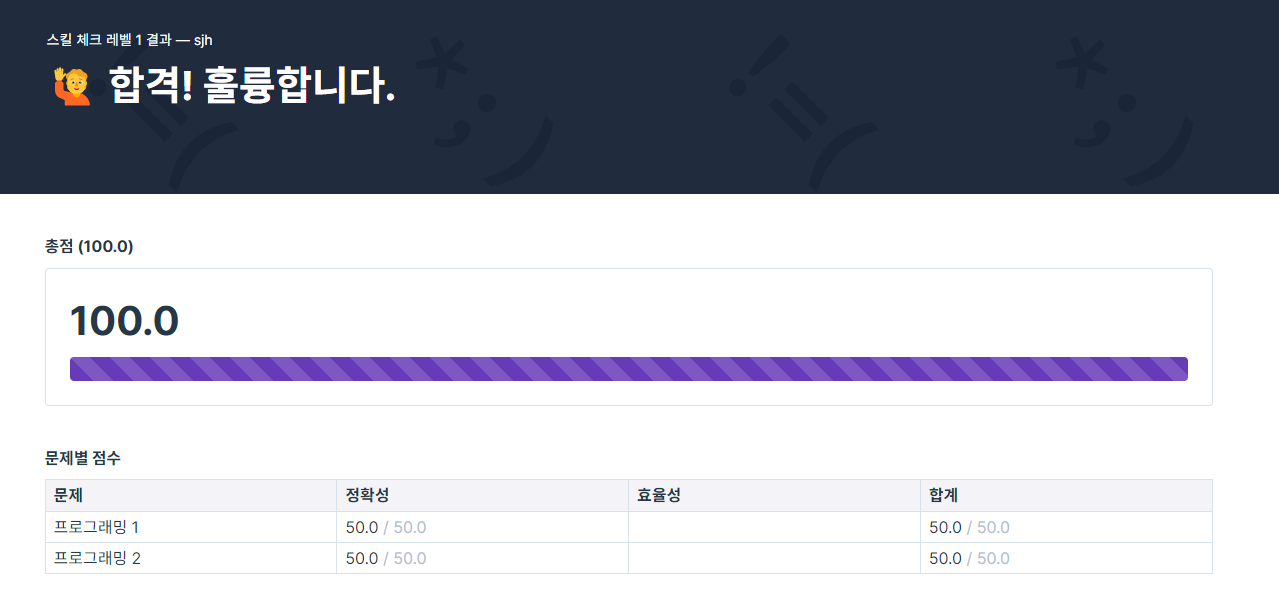 스킬 체크 레벨 1 결과 — sjh
🙋 합격! 훌륭합니다.
총점 (100.0)
100.0
문제별 점수
문제 정확성 효율성 합계
프로그래밍 1 50.0 / 50.0 50.0 / 50.0
프로그래밍 2 50.0 / 50.0 50.0 / 50.0